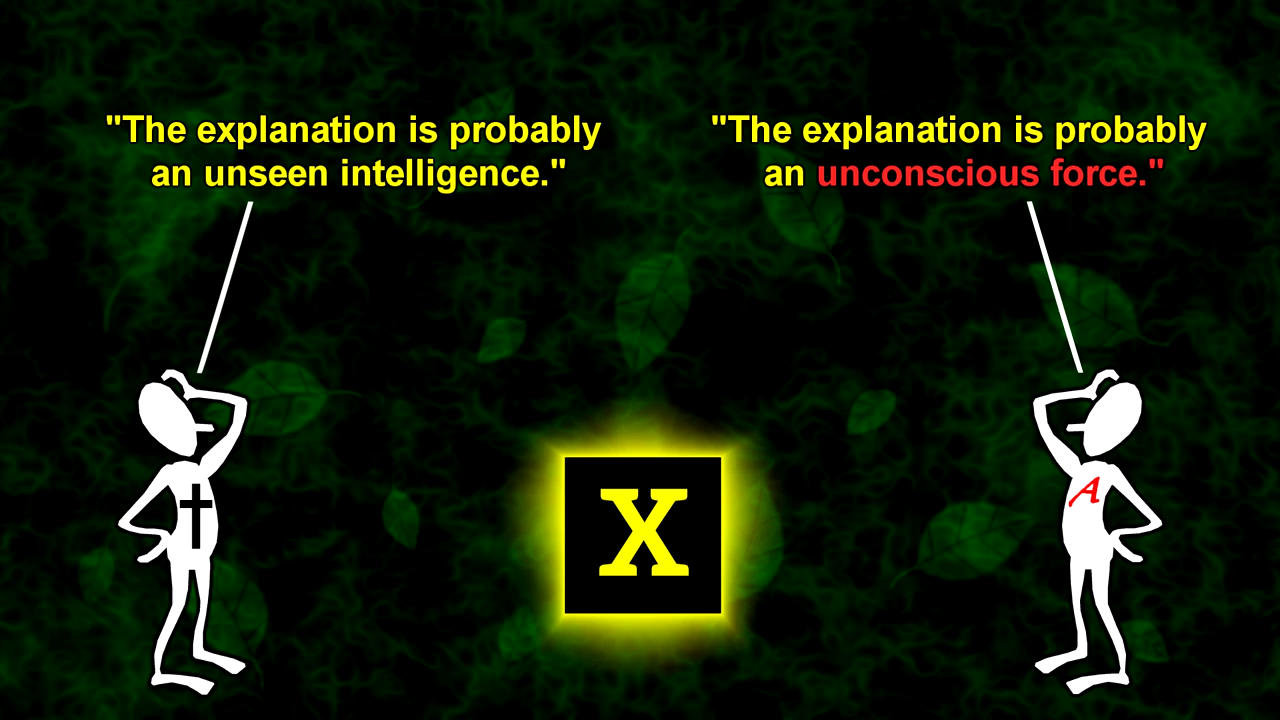 "The explanation is probably
an unseen intelligence."
"The explanation is probably
an unconscious force."
X
A